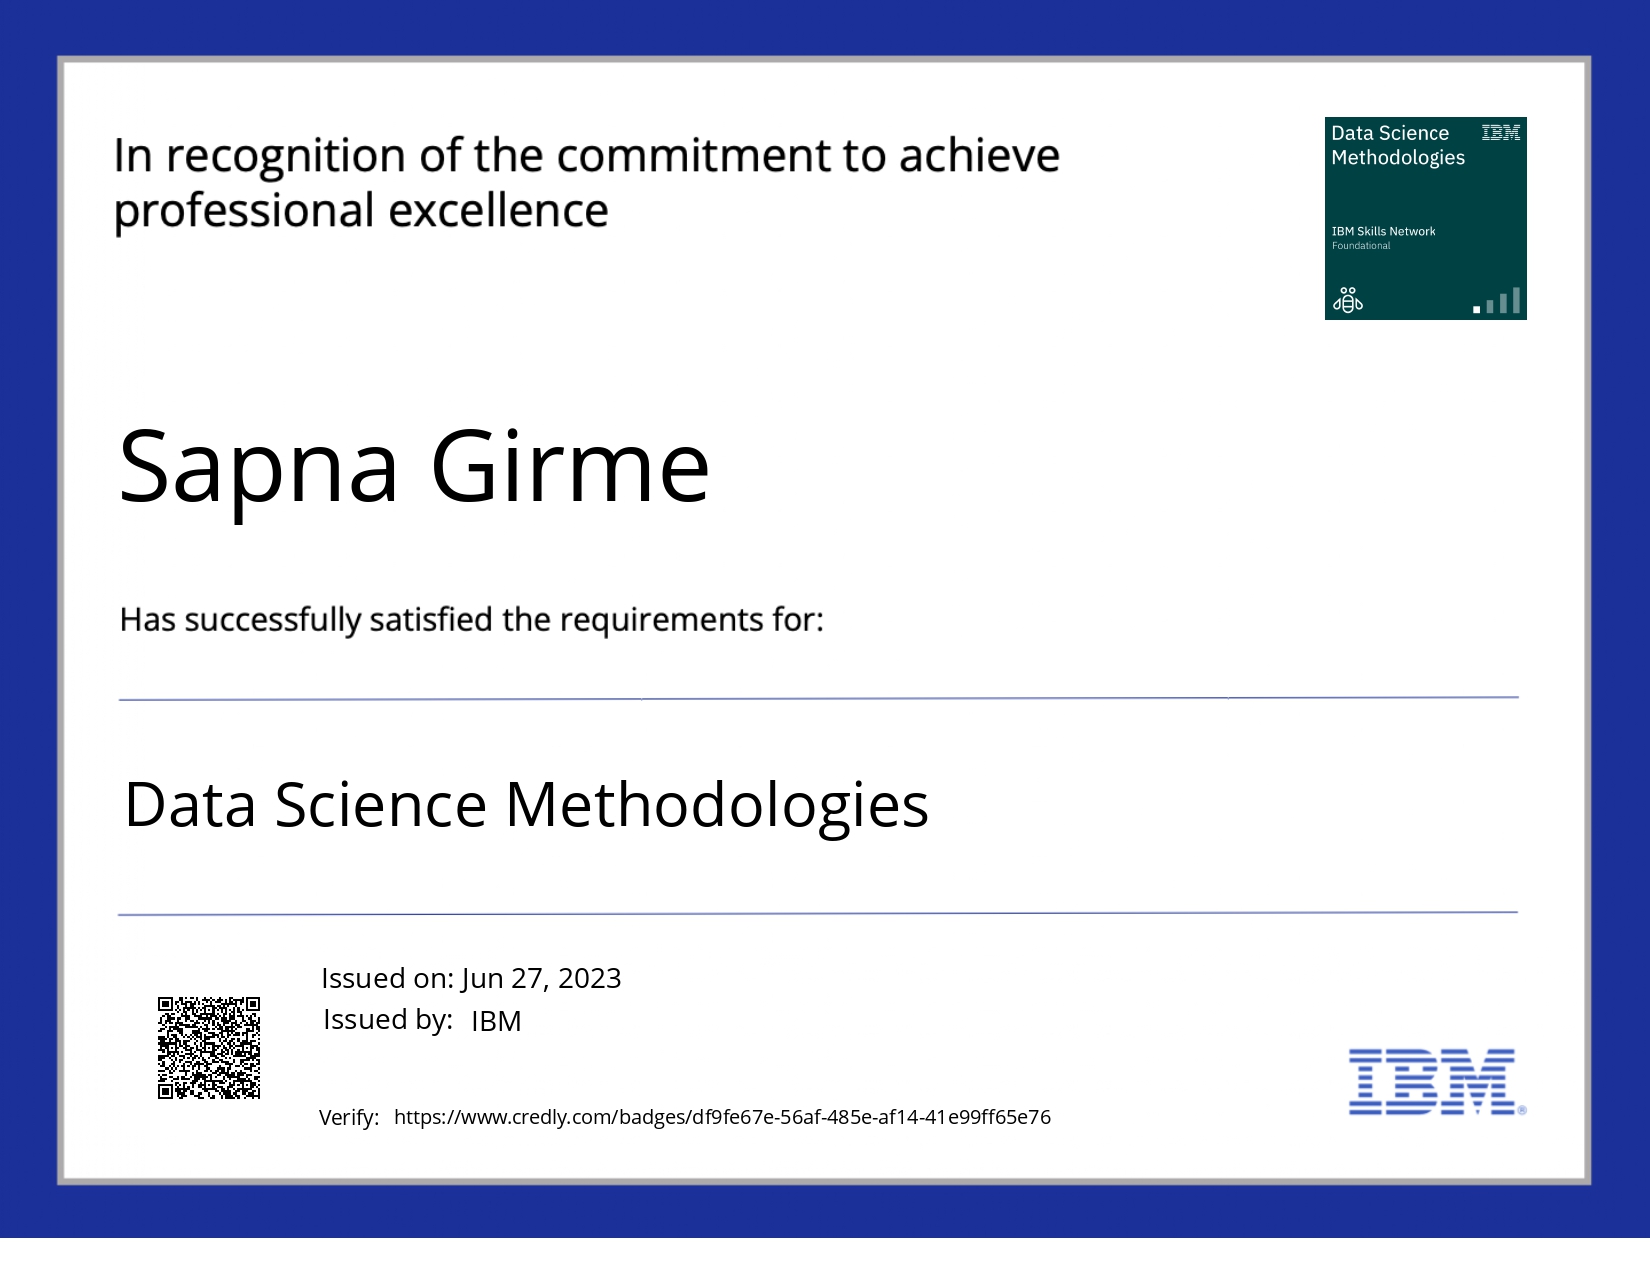 In recognition of the commitment to achieve
professional excellence
Data Science
Methodologies
IBM
IBM Skills Network
Foundational
Sapna Girme
Has successfully satisfied the requirements for:
Data Science Methodologies
Issued on: Jun 27, 2023
Issued by: IBM
Verify: https://www.credly.com/badges/df9fe67e-56af-485e-af14-41e99ff65e76
IBM®